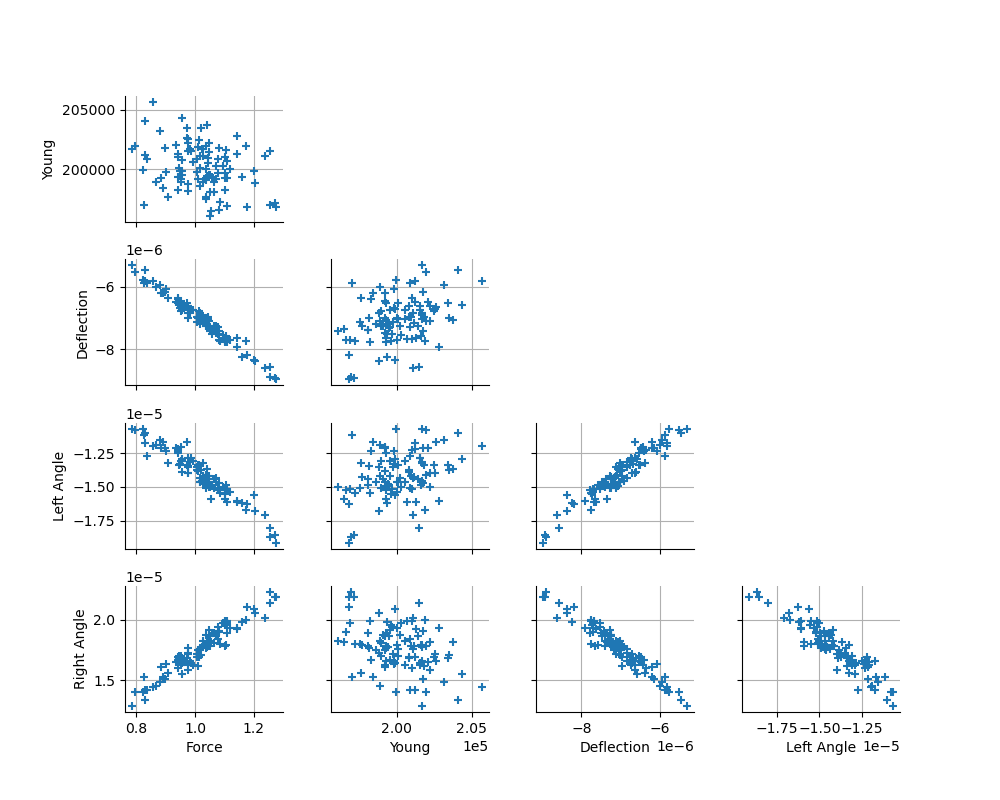 205000
200000
Young
1e−6
−6
−8
Deflection
1e−5
−1.25
−1.50
−1.75
Left Angle
1e−5
2.0
1.5
Right Angle
0.8 1.0 1.2
Force
2.00 2.05
Young 1e5
−8 −6
Deflection 1e−6
−1.75 −1.50 −1.25
Left Angle 1e−5